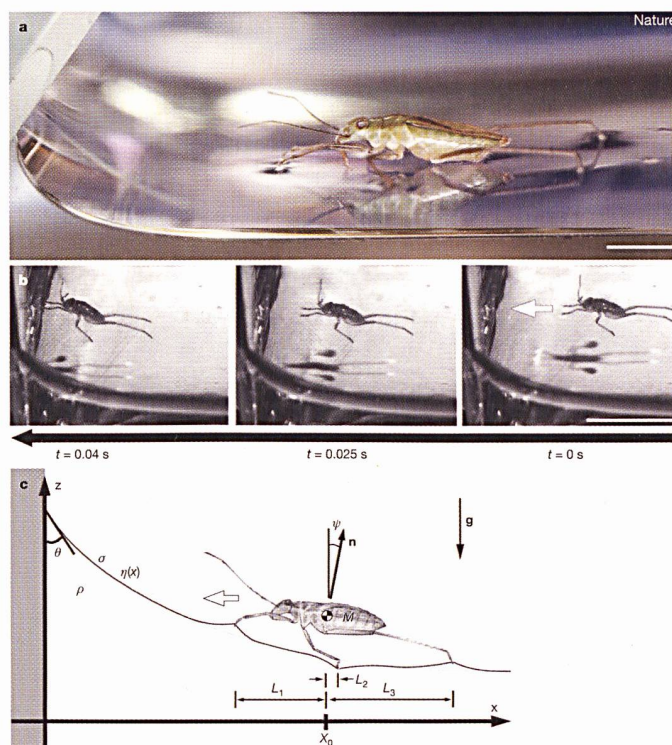 Nature
a
b
t = 0.04 s
t = 0.025 s
t = 0 s
c
z
θ
σ
η(x)
ρ
ψ
n
g
M
L₁
L₂
L₃
x
X₀